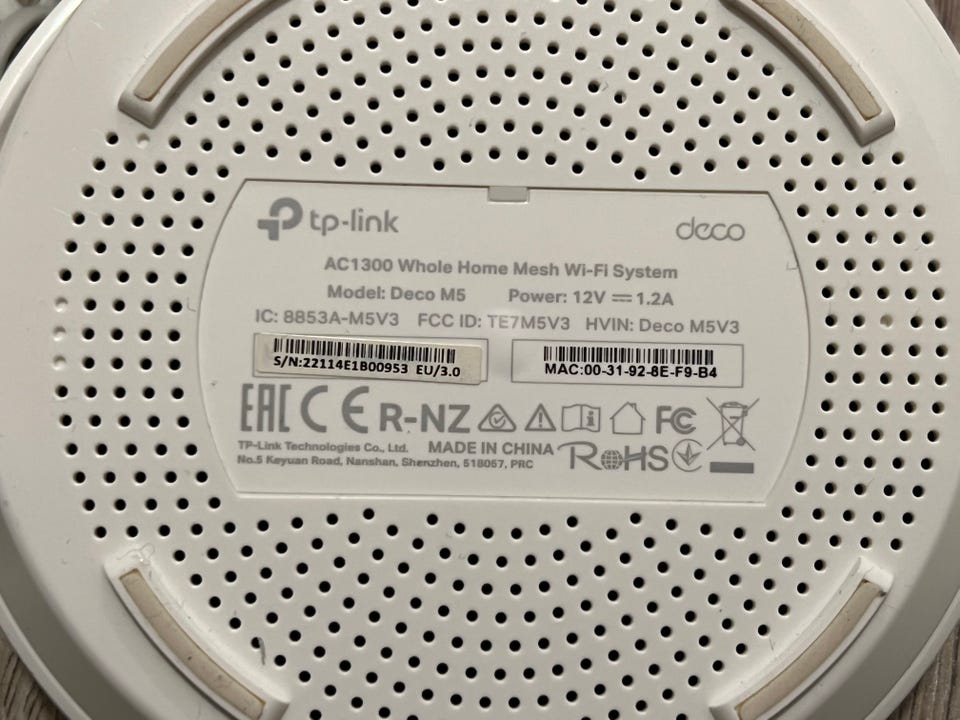 tp-link
deco
AC1300 Whole Home Mesh Wi-Fi System
Model: Deco M5 Power: 12V ⎓ 1.2A
IC: 8853A-M5V3 FCC ID: TE7M5V3 HVIN: Deco M5V3
S/N:22114E1B00953 EU/3.0
MAC:00-31-92-8E-F9-B4
EAC CE R-NZ FC
TP-Link Technologies Co., Ltd. MADE IN CHINA RoHS
No.5 Keyuan Road, Nanshan, Shenzhen, 518057, PRC